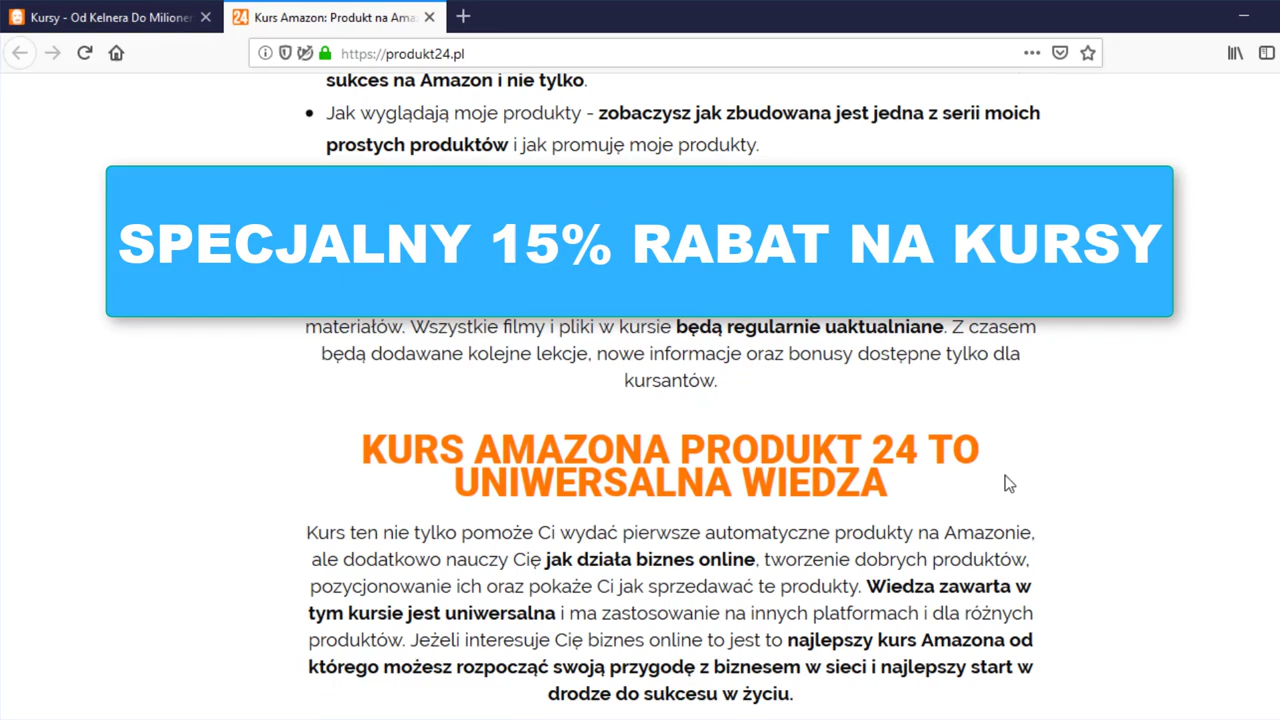 Kursy - Od Kelnera Do Milioner
Kurs Amazon: Produkt na Ama
https://produkt24.pl
sukces na Amazon i nie tylko.
Jak wyglądają moje produkty - zobaczysz jak zbudowana jest jedna z serii moich
prostych produktów i jak promuję moje produkty.
SPECJALNY 15% RABAT NA KURSY
materiałów. Wszystkie filmy i pliki w kursie będą regularnie uaktualniane. Z czasem
będą dodawane kolejne lekcje, nowe informacje oraz bonusy dostępne tylko dla
kursantów.
KURS AMAZONA PRODUKT 24 TO
UNIWERSALNA WIEDZA
Kurs ten nie tylko pomoże Ci wydać pierwsze automatyczne produkty na Amazonie,
ale dodatkowo nauczy Cię jak działa biznes online, tworzenie dobrych produktów,
pozycjonowanie ich oraz pokaże Ci jak sprzedawać te produkty. Wiedza zawarta w
tym kursie jest uniwersalna i ma zastosowanie na innych platformach i dla różnych
produktów. Jeżeli interesuje Cię biznes online to jest to najlepszy kurs Amazona od
którego możesz rozpocząć swoją przygodę z biznesem w sieci i najlepszy start w
drodze do sukcesu w życiu.